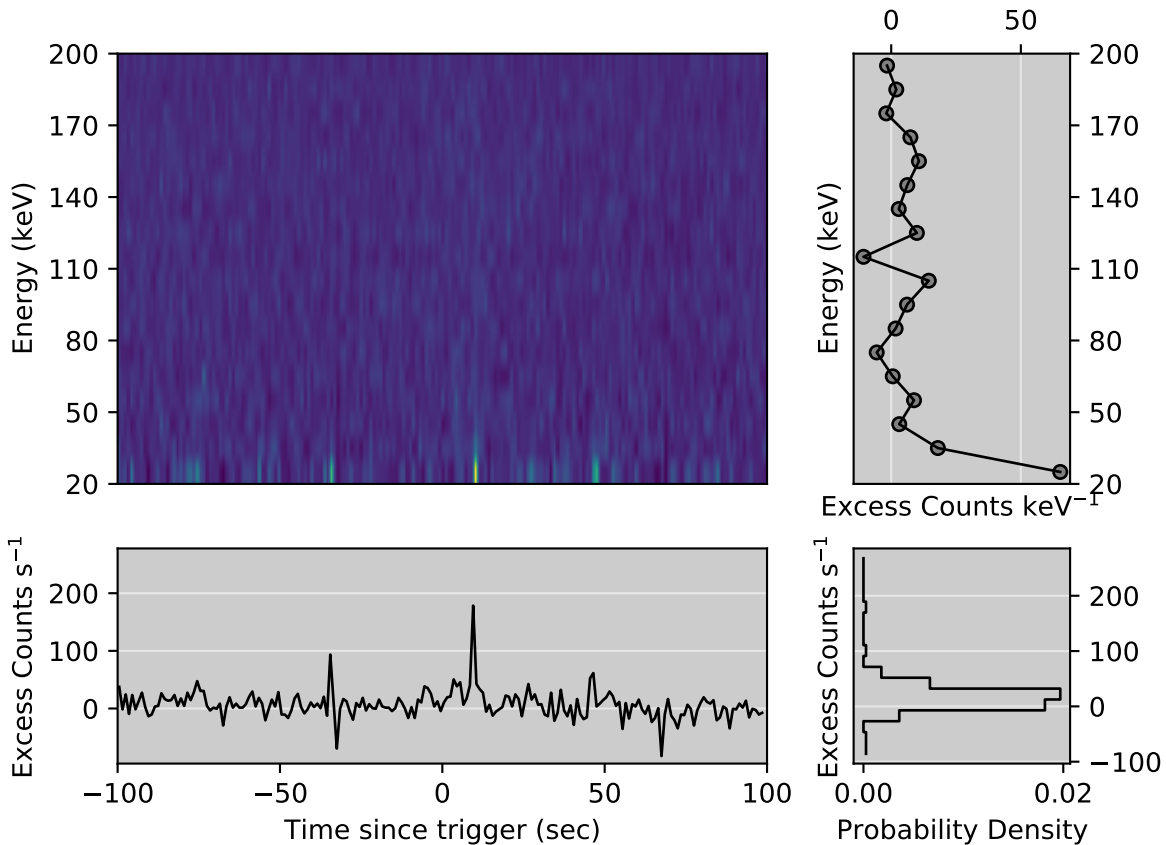 0 50
200
170
140
110
80
50
20
Energy (keV)
200
170
140
110
80
50
20
Energy (keV)
Excess Counts keV⁻¹
200
100
0
Excess Counts s⁻¹
−100 −50 0 50 100
Time since trigger (sec)
200
100
0
−100
Excess Counts s⁻¹
0.00 0.02
Probability Density